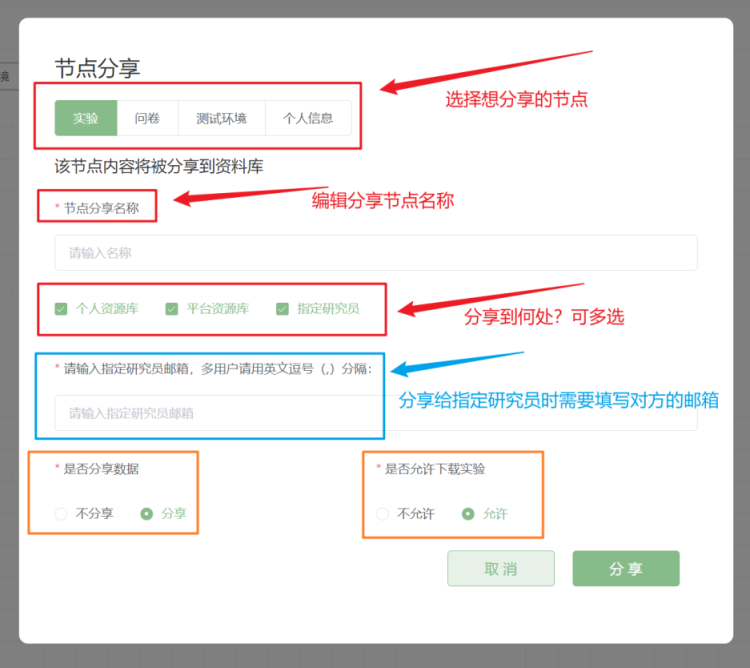 节点分享
境
实验 问卷 测试环境 个人信息
选择想分享的节点
该节点内容将被分享到资料库
* 节点分享名称
编辑分享节点名称
请输入名称
个人资源库 平台资源库 指定研究员
分享到何处?可多选
* 请输入指定研究员邮箱，多用户请用英文逗号（,）分隔:
分享给指定研究员时需要填写对方的邮箱
请输入指定研究员邮箱
* 是否分享数据 * 是否允许下载实验
不分享 分享 不允许 允许
取消 分享